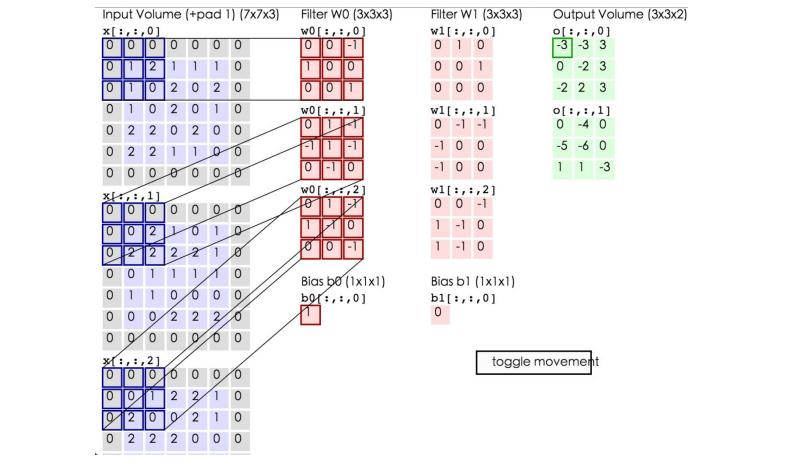 Input Volume (+pad 1) (7x7x3)
x[:,:,0]
0 0 0 0 0 0 0
0 1 2 1 1 1 0
0 1 0 2 0 2 0
0 1 0 2 0 1 0
0 2 2 0 2 0 0
0 2 2 1 1 0 0
0 0 0 0 0 0 0
x[:,:,1]
0 0 0 0 0 0 0
0 0 2 1 0 1 0
0 2 2 2 2 1 0
0 0 1 1 1 1 0
0 1 1 0 0 0 0
0 0 0 2 2 2 0
0 0 0 0 0 0 0
x[:,:,2]
0 0 0 0 0 0 0
0 0 1 2 2 1 0
0 2 0 0 2 1 0
0 2 2 2 0 0 0
Filter W0 (3x3x3)
w0[:,:,0]
0 0 -1
1 0 0
0 0 1
w0[:,:,1]
0 1 -1
-1 1 -1
0 -1 0
w0[:,:,2]
0 1 -1
1 -1 0
0 0 -1
Bias b0 (1x1x1)
b0[:,:,0]
1
Filter W1 (3x3x3)
w1[:,:,0]
0 1 0
0 0 1
0 0 0
w1[:,:,1]
0 -1 -1
-1 0 0
-1 0 0
w1[:,:,2]
0 0 -1
1 -1 0
1 -1 0
Bias b1 (1x1x1)
b1[:,:,0]
0
Output Volume (3x3x2)
o[:,:,0]
-3 -3 3
0 -2 3
-2 2 3
o[:,:,1]
0 -4 0
-5 -6 0
1 1 -3
toggle movement